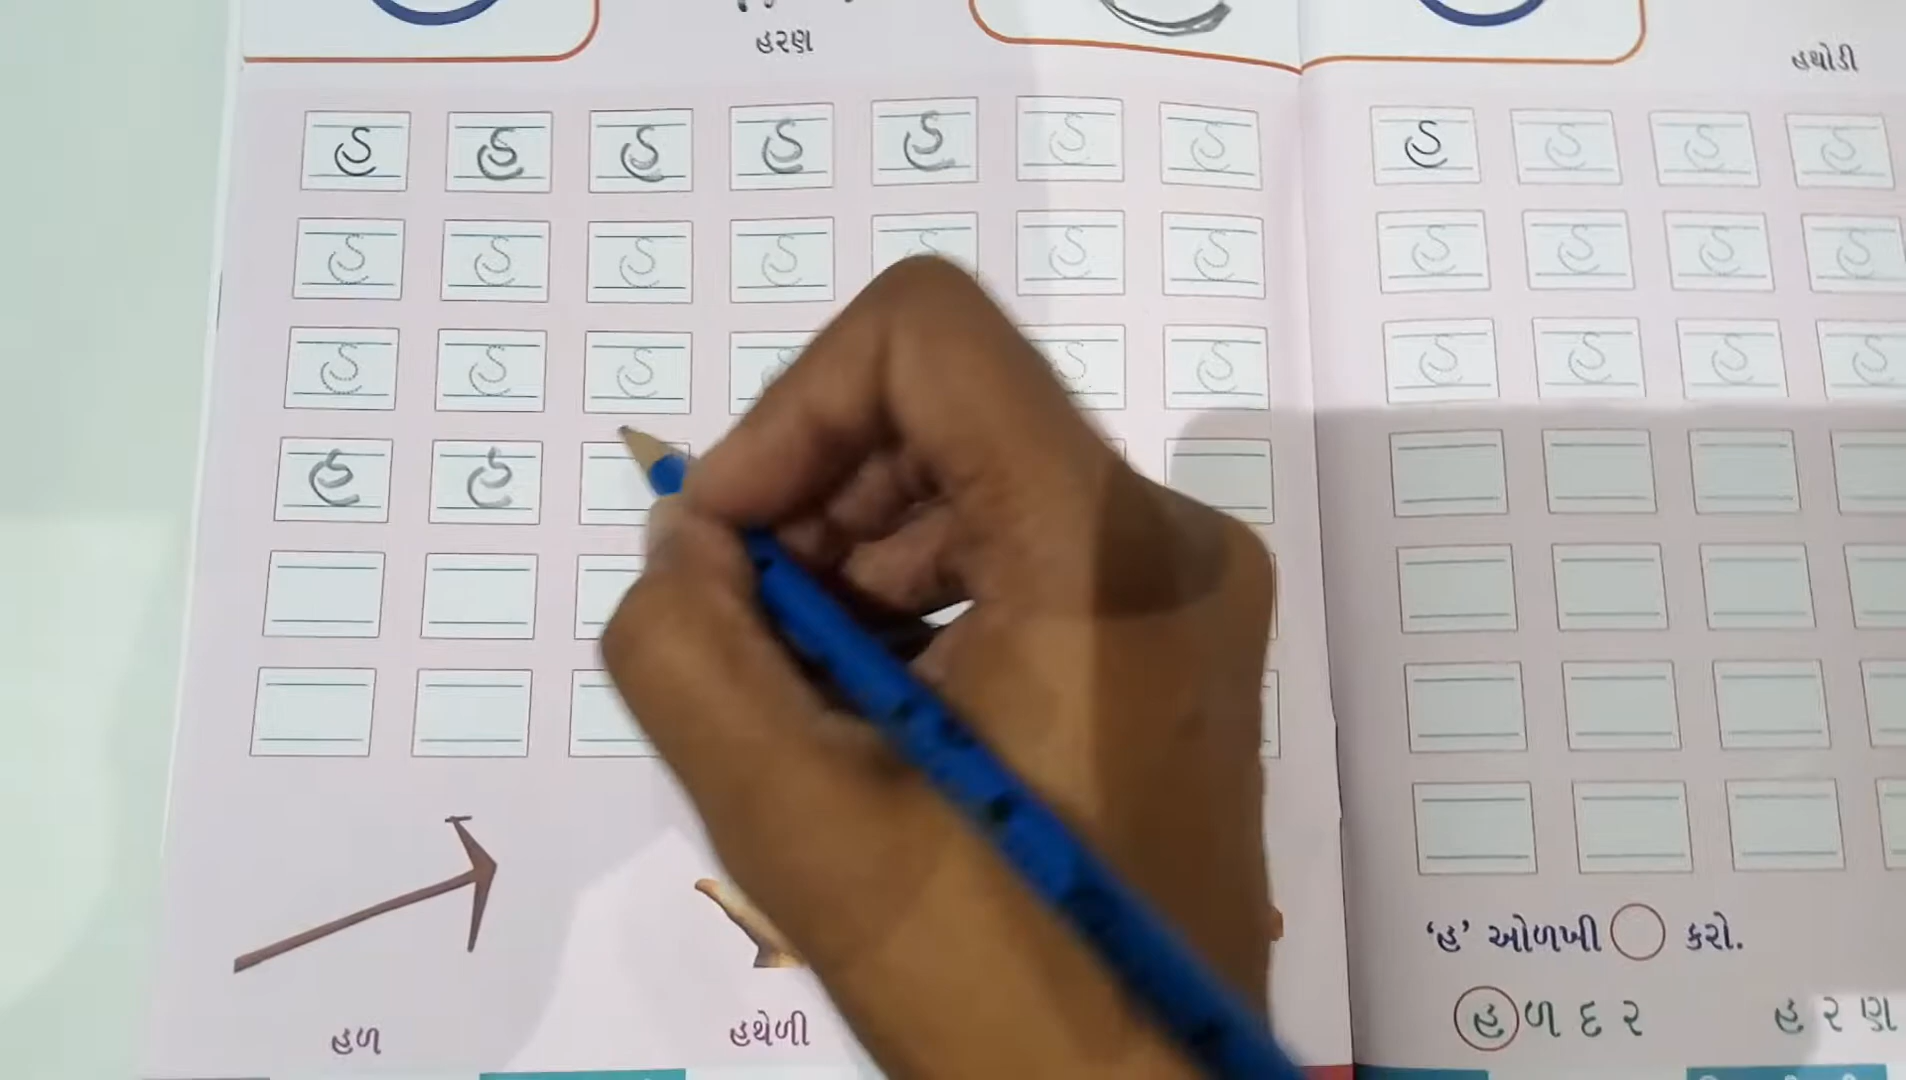 હરણ
હથોડી
હ હ હ હ હ હ હ
હ હ હ હ
હ હ હ હ હ હ હ
હ હ હ હ
હ હ હ હ હ હ
હ હ હ હ
હ હ
હળ
હથેળી
‘હ’ ઓળખી ◯ કરો.
હ ળ દ ર
હ ર ણ